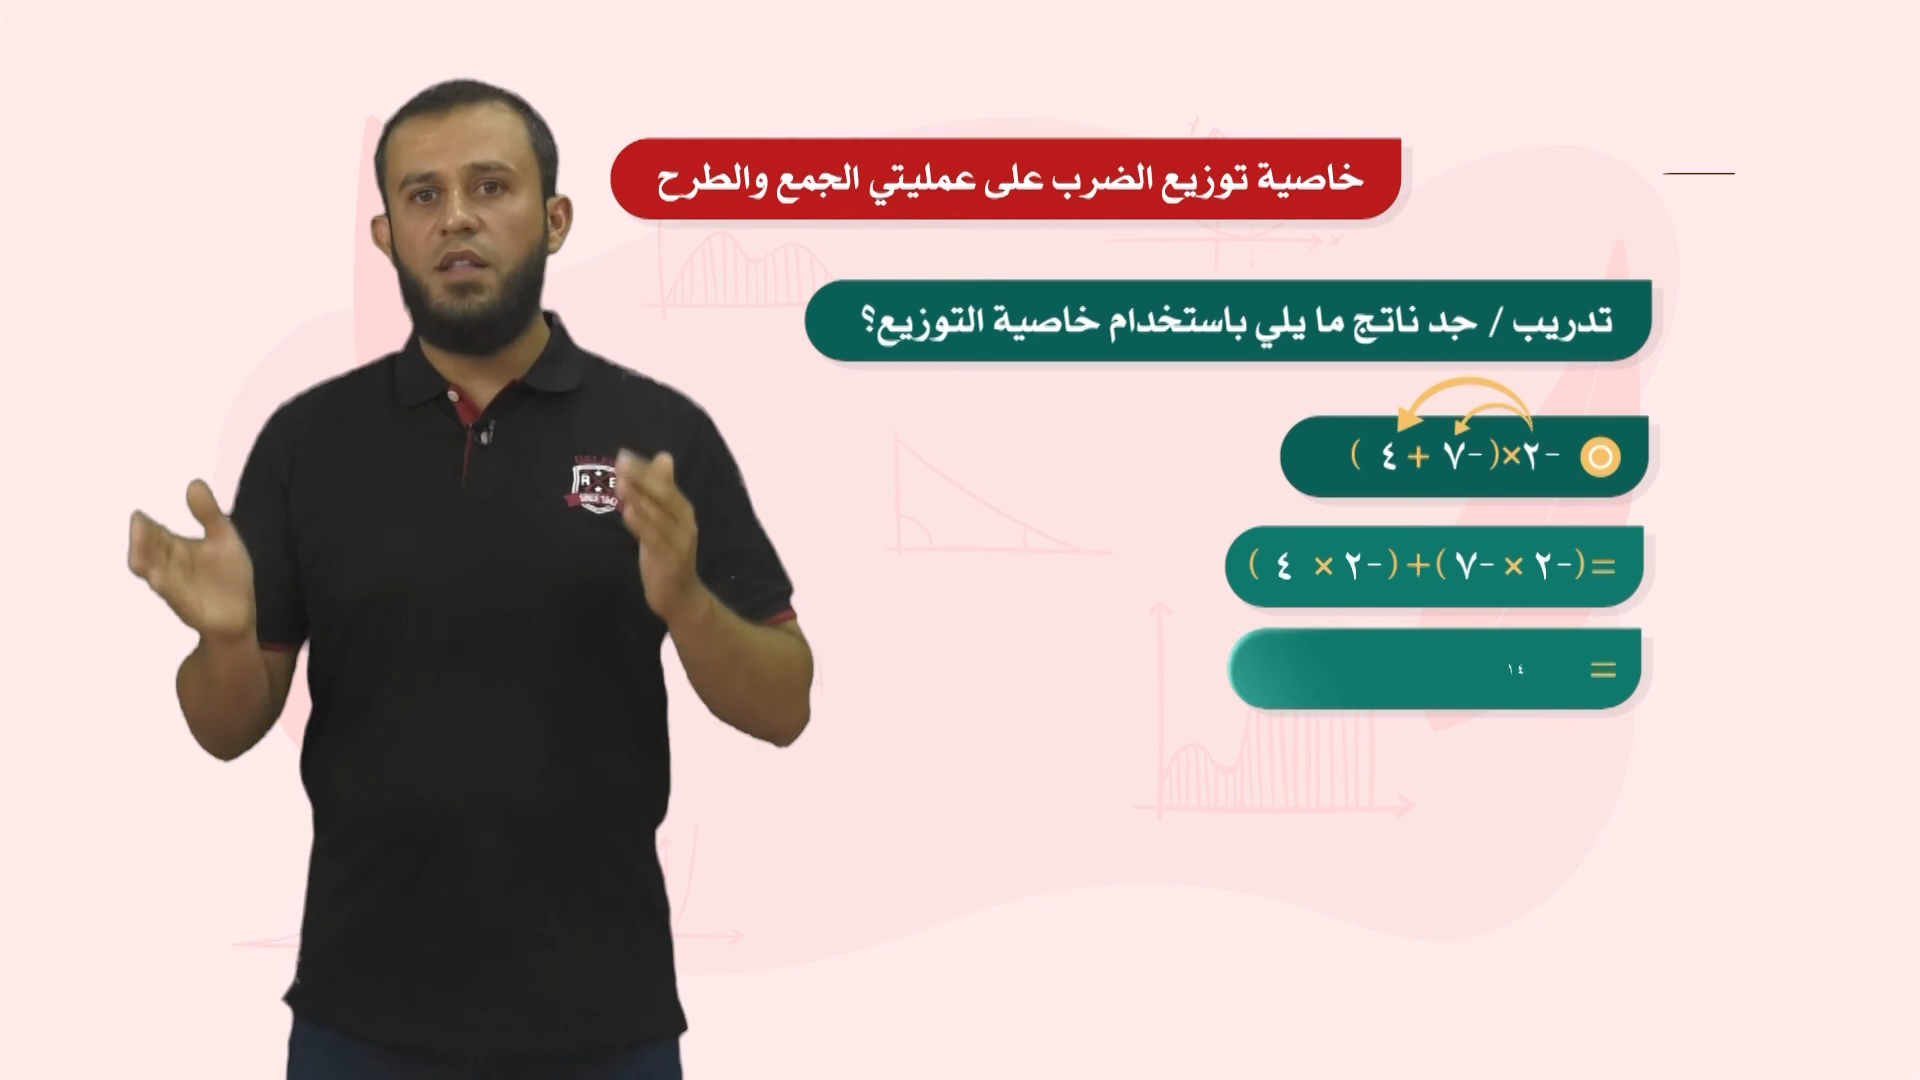 خاصية توزيع الضرب على عمليتي الجمع والطرح
تدريب / جد ناتج ما يلي باستخدام خاصية التوزيع؟
-٢×(-٧ + ٤ )
=(-٢ × -٧)+(-٢ × ٤ )
= ١٤